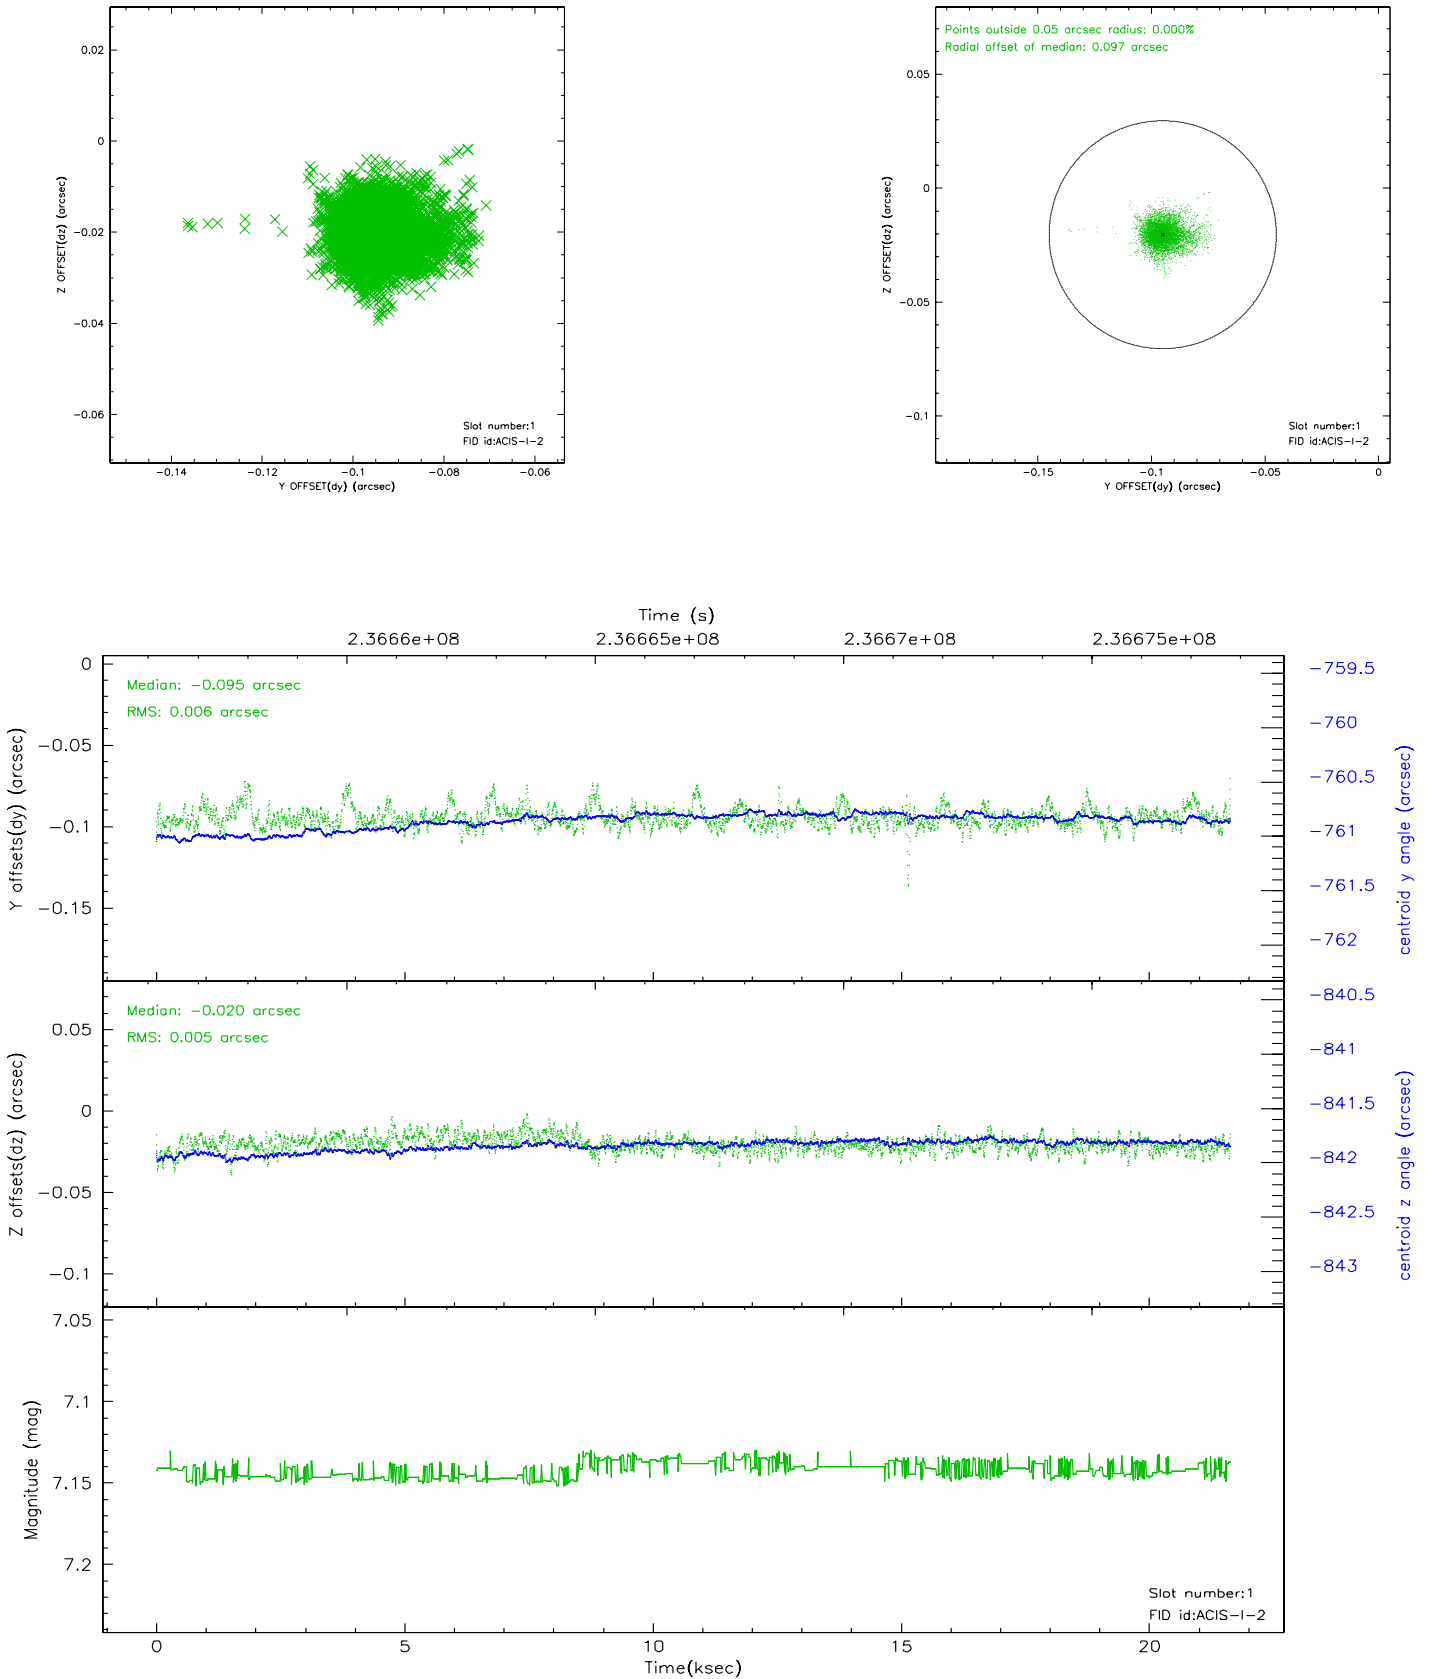 0.02
0
−0.02
−0.04
−0.06
Z OFFSET(dz) (arcsec)
−0.14
−0.12
−0.1
−0.08
−0.06
Y OFFSET(dy) (arcsec)
Slot number:1
FID id:ACIS−I−2
Points outside 0.05 arcsec radius: 0.000%
Radial offset of median: 0.097 arcsec
0.05
0
−0.05
−0.1
Z OFFSET(dz) (arcsec)
−0.15
−0.1
−0.05
0
Y OFFSET(dy) (arcsec)
Slot number:1
FID id:ACIS−I−2
Time (s)
2.3666e+08
2.36665e+08
2.3667e+08
2.36675e+08
Median: −0.095 arcsec
RMS: 0.006 arcsec
0
−0.05
−0.1
−0.15
Y offsets(dy) (arcsec)
−759.5
−760
−760.5
−761
−761.5
−762
centroid y angle (arcsec)
Median: −0.020 arcsec
RMS: 0.005 arcsec
0.05
0
−0.05
−0.1
Z offsets(dz) (arcsec)
−840.5
−841
−841.5
−842
−842.5
−843
centroid z angle (arcsec)
7.05
7.1
7.15
7.2
Magnitude (mag)
Slot number:1
FID id:ACIS−I−2
0
5
10
15
20
Time(ksec)